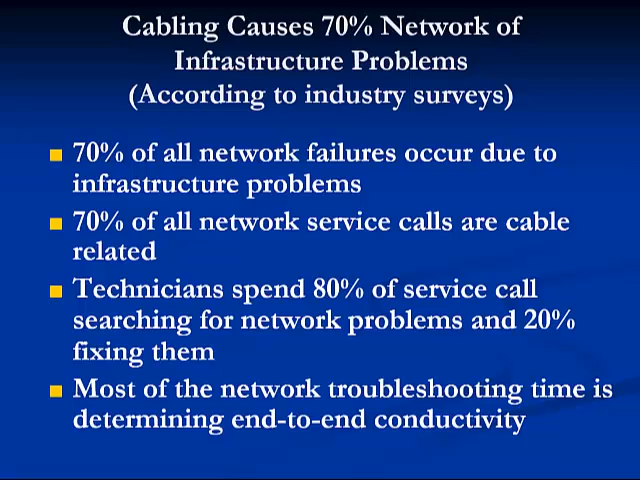 Cabling Causes 70% Network of
Infrastructure Problems
(According to industry surveys)
70% of all network failures occur due to
infrastructure problems
70% of all network service calls are cable
related
Technicians spend 80% of service call
searching for network problems and 20%
fixing them
Most of the network troubleshooting time is
determining end-to-end conductivity